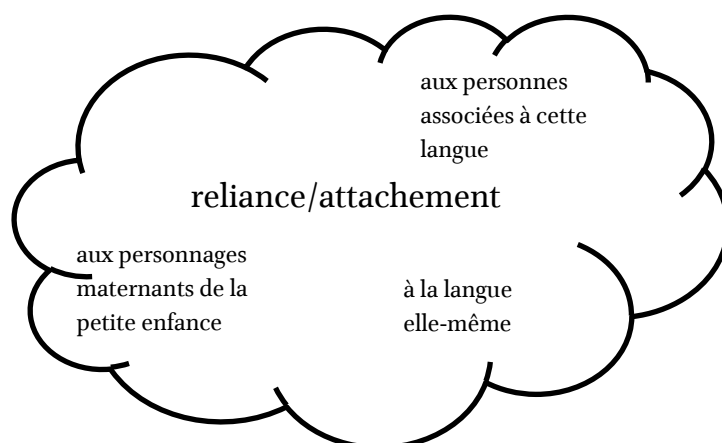 aux personnes
associées à cette
langue
reliance/attachement
aux personnages
maternants de la
petite enfance
à la langue
elle-même